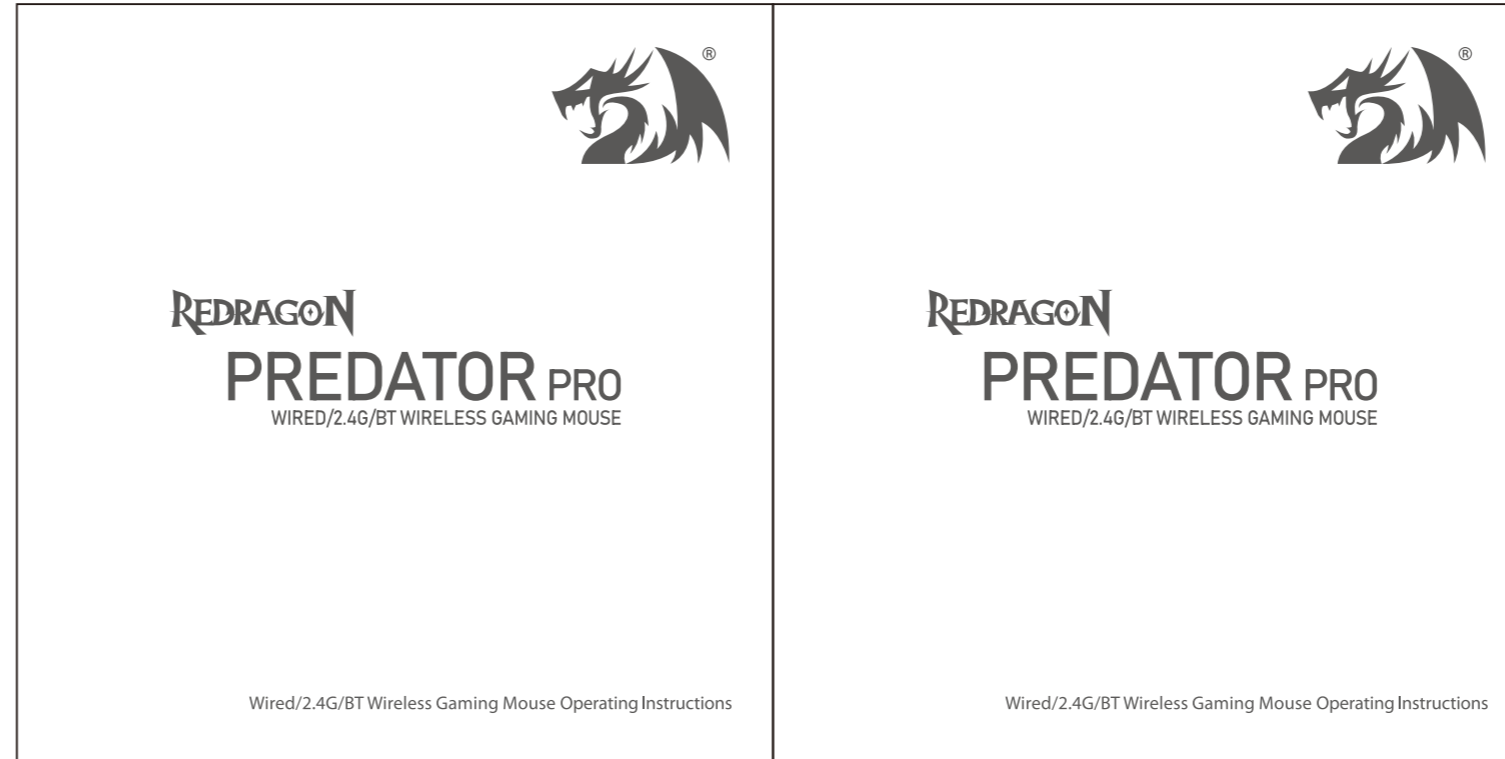 ®
REDRAGON
PREDATOR PRO
WIRED/2.4G/BT WIRELESS GAMING MOUSE
Wired/2.4G/BT Wireless Gaming Mouse Operating Instructions
®
REDRAGON
PREDATOR PRO
WIRED/2.4G/BT WIRELESS GAMING MOUSE
Wired/2.4G/BT Wireless Gaming Mouse Operating Instructions